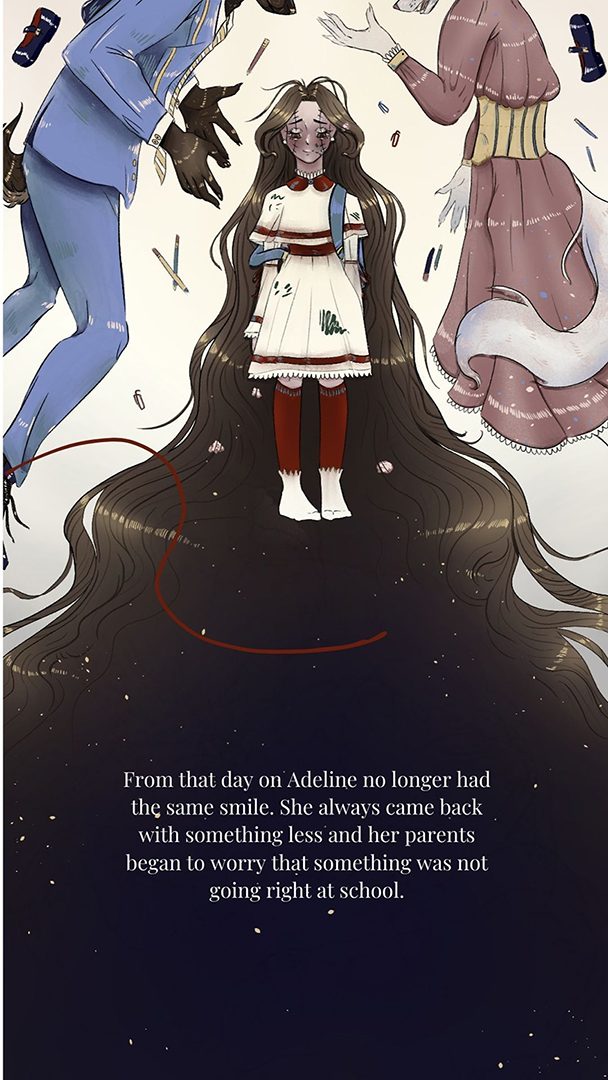 From that day on Adeline no longer had
the same smile. She always came back
with something less and her parents
began to worry that something was not
going right at school.